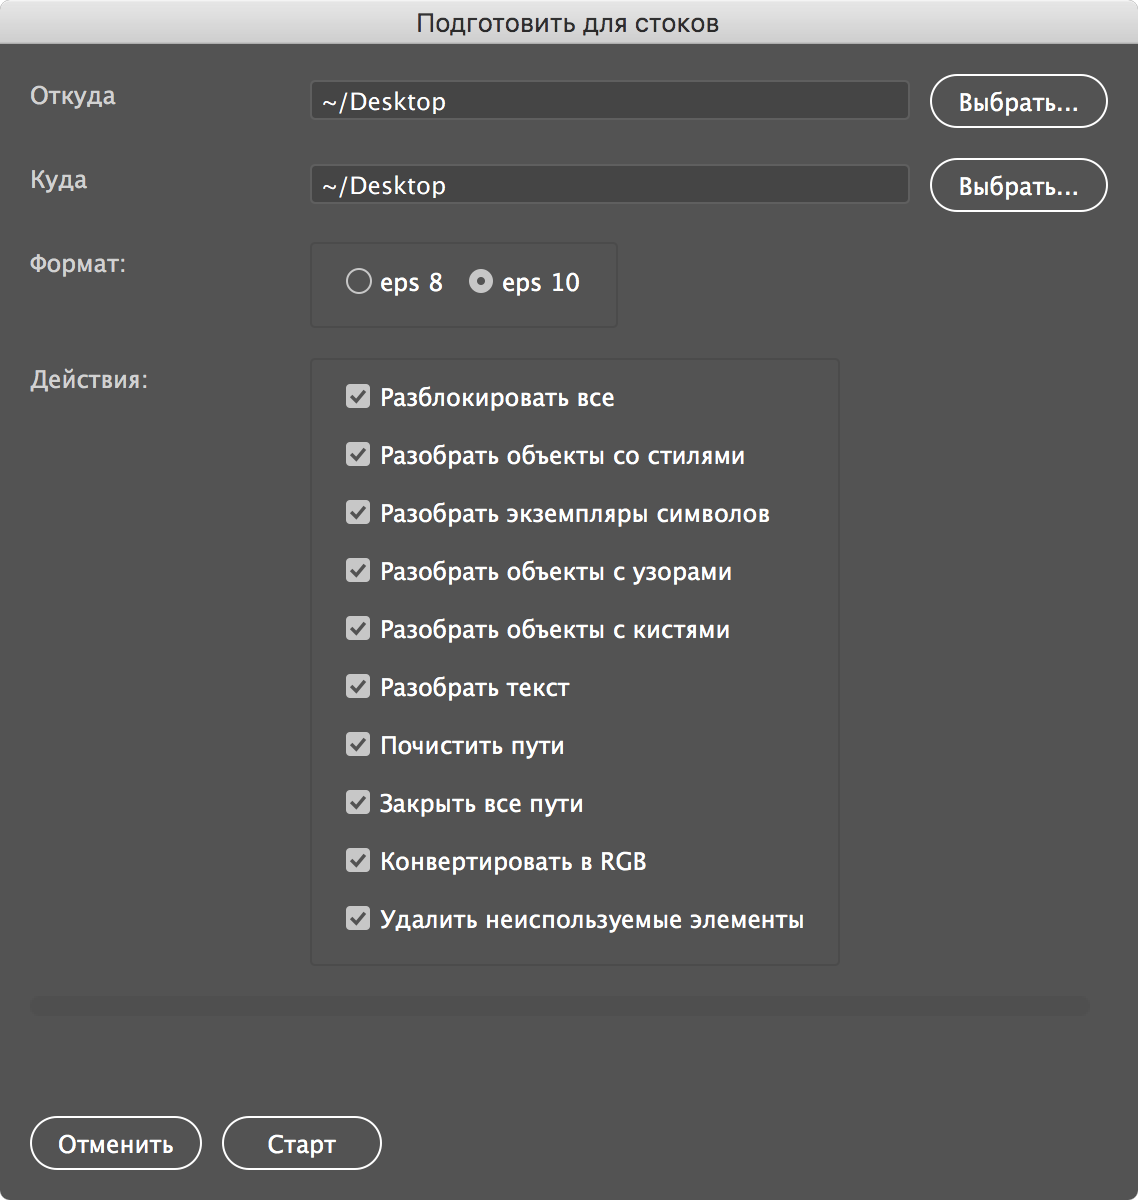 Подготовить для стоков
Откуда
~/Desktop
Выбрать...
Куда
~/Desktop
Выбрать...
Формат:
eps 8
eps 10
Действия:
Разблокировать все
Разобрать объекты со стилями
Разобрать экземпляры символов
Разобрать объекты с узорами
Разобрать объекты с кистями
Разобрать текст
Почистить пути
Закрыть все пути
Конвертировать в RGB
Удалить неиспользуемые элементы
Отменить
Старт